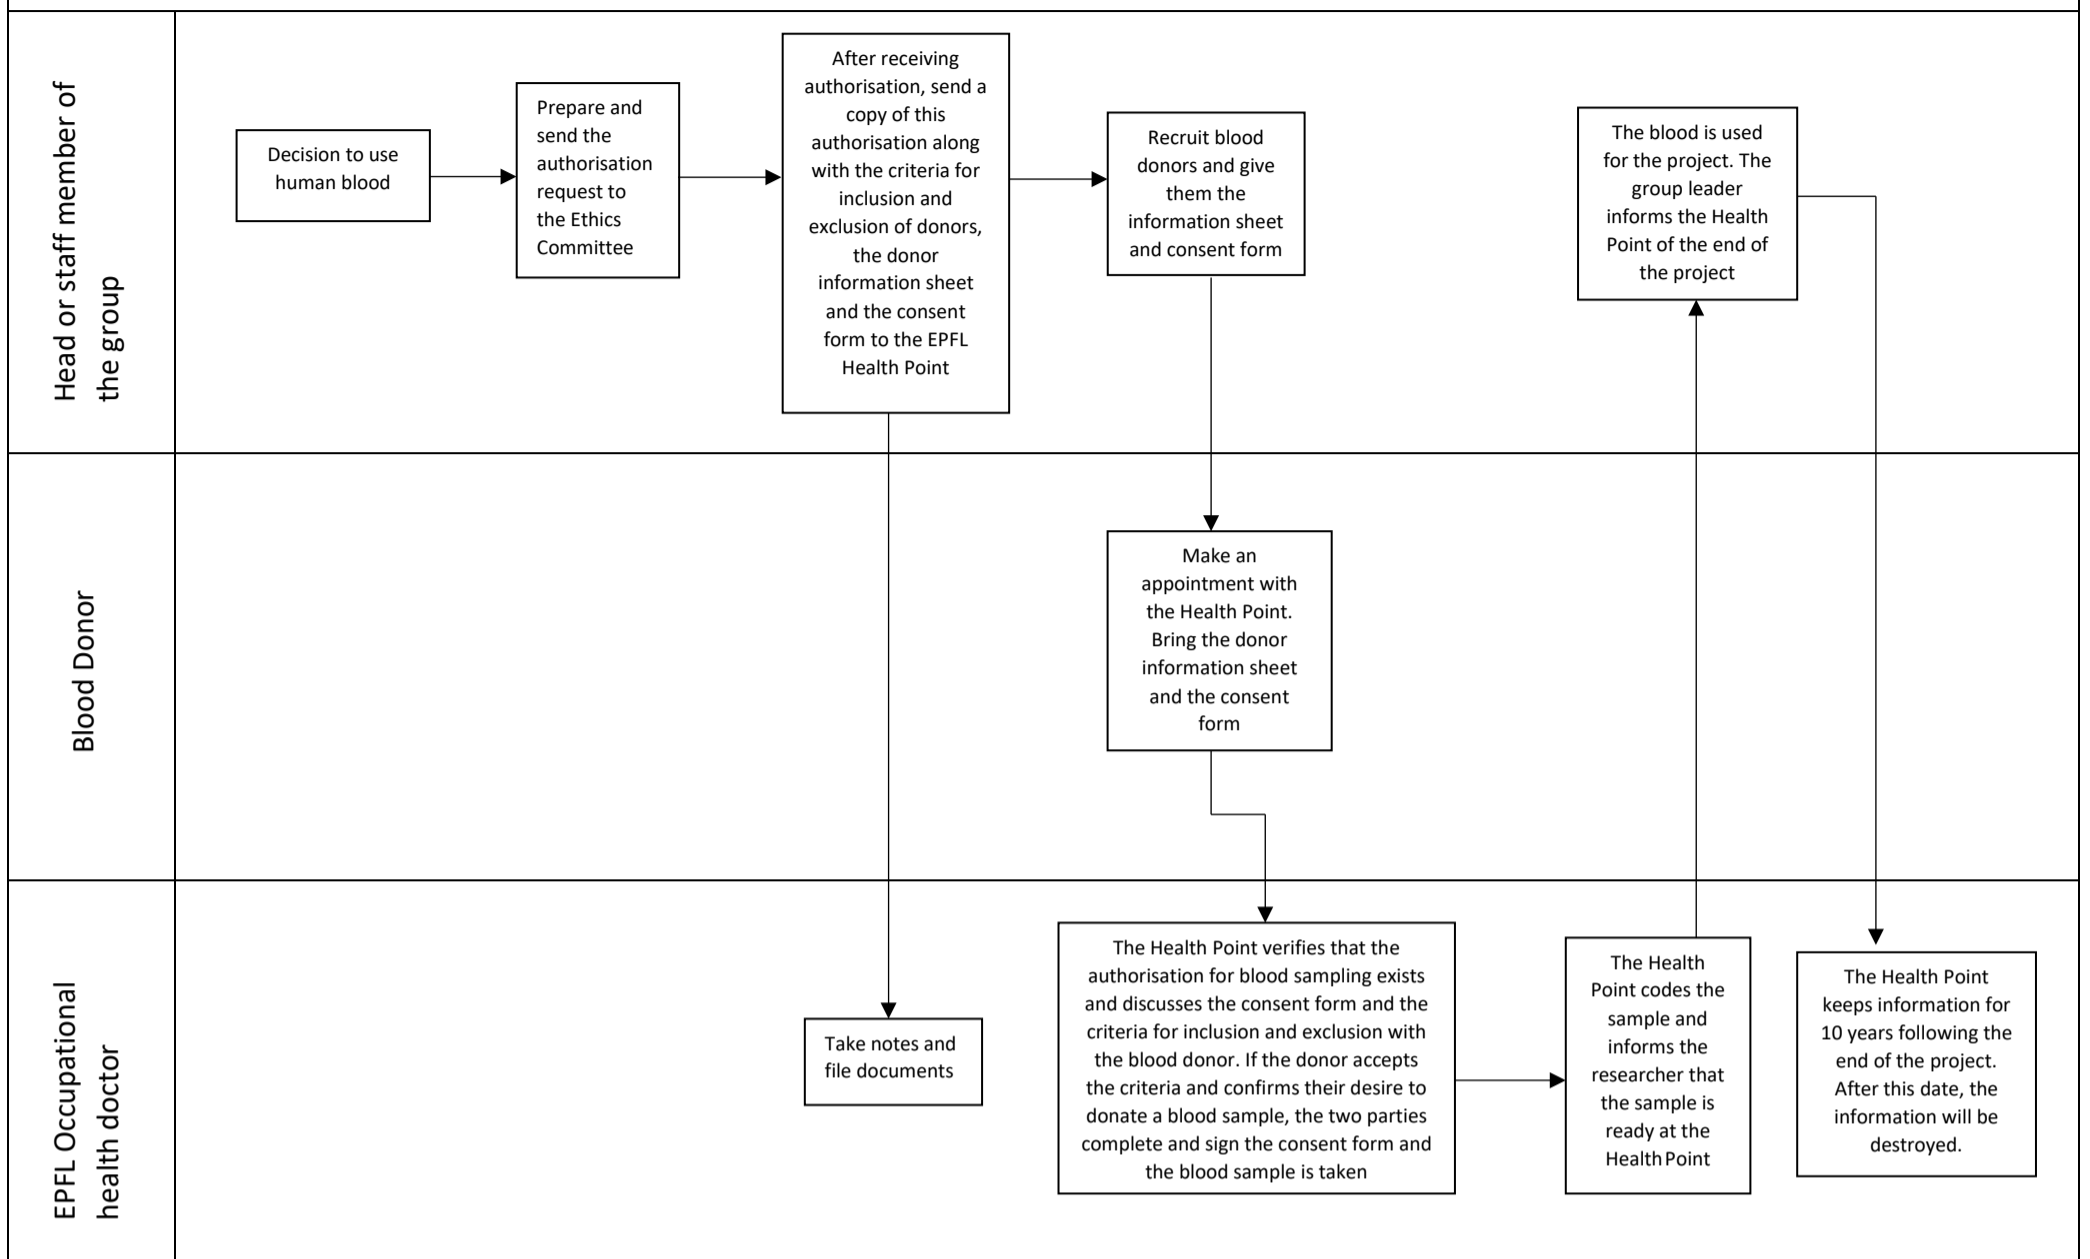 Head or staff member of
the group
Decision to use
human blood
Prepare and
send the
authorisation
request to
the Ethics
Committee
After receiving
authorisation, send a
copy of this
authorisation along
with the criteria for
inclusion and
exclusion of donors,
the donor
information sheet
and the consent
form to the EPFL
Health Point
Recruit blood
donors and give
them the
information sheet
and consent form
The blood is used
for the project. The
group leader
informs the Health
Point of the end of
the project
Blood Donor
Make an
appointment with
the Health Point.
Bring the donor
information sheet
and the consent
form
EPFL Occupational
health doctor
Take notes and
file documents
The Health Point verifies that the
authorisation for blood sampling exists
and discusses the consent form and the
criteria for inclusion and exclusion with
the blood donor. If the donor accepts
the criteria and confirms their desire to
donate a blood sample, the two parties
complete and sign the consent form and
the blood sample is taken
The Health
Point codes the
sample and
informs the
researcher that
the sample is
ready at the
Health Point
The Health Point
keeps information for
10 years following the
end of the project.
After this date, the
information will be
destroyed.